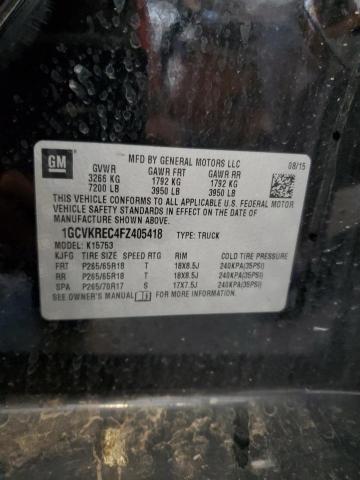 GM
MFD BY GENERAL MOTORS LLC 08/15
GVWR GAWR FRT GAWR RR
3266 KG 1792 KG 1792 KG
7200 LB 3950 LB 3950 LB
THIS VEHICLE CONFORMS TO ALL APPLICABLE U.S. FEDERAL MOTOR
VEHICLE SAFETY STANDARDS IN EFFECT ON THE DATE OF
MANUFACTURE SHOWN ABOVE.
1GCVKREC4FZ405418 TYPE: TRUCK
MODEL: K15753
KJFG TIRE SIZE SPEED RTG RIM COLD TIRE PRESSURE
FRT P265/65R18 T 18X8.5J 240KPA(35PSI)
RR P265/65R18 T 18X8.5J 240KPA(35PSI)
SPA P265/70R17 S 17X7.5J 240KPA(35PSI)
SEE OWNER'S MANUAL FOR ADDITIONAL INFORMATION.